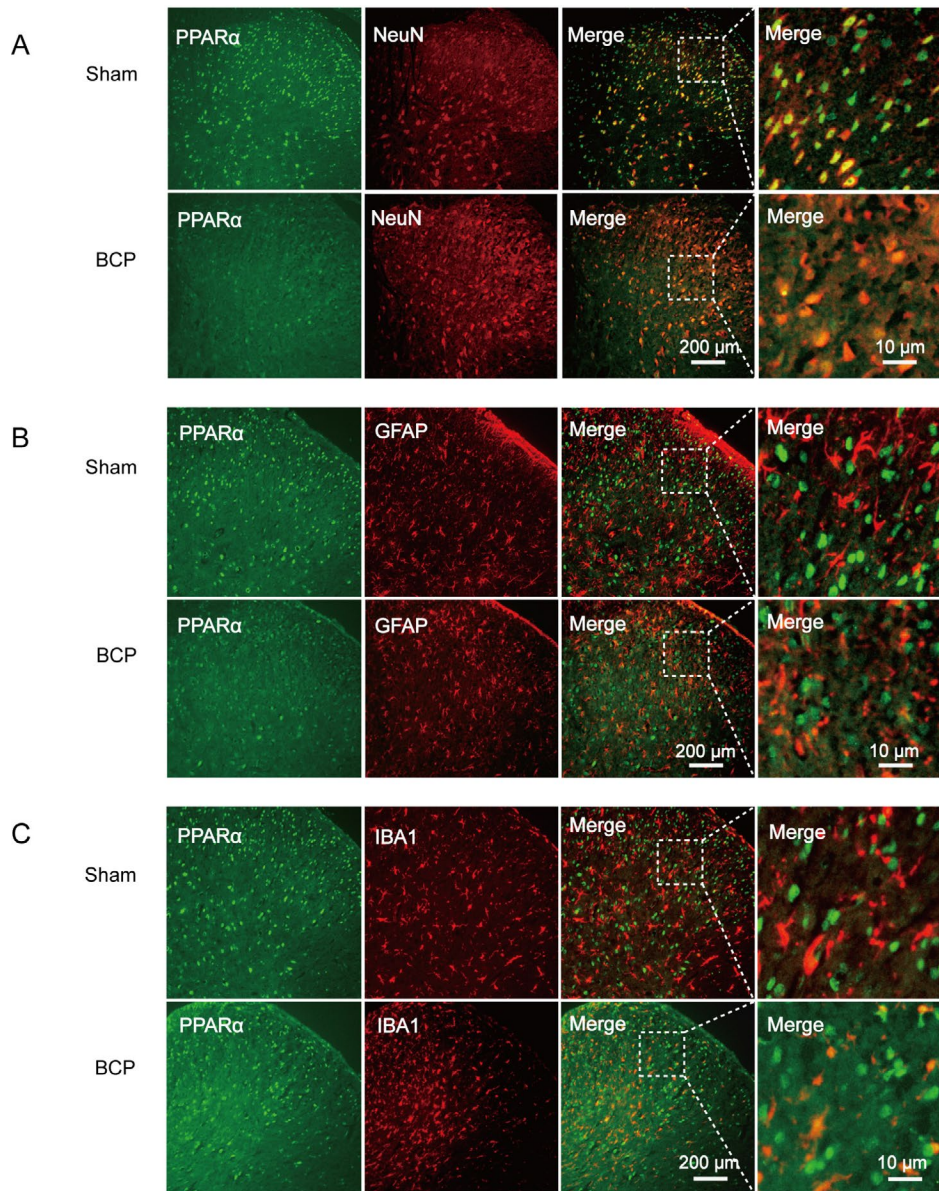 A
Sham
PPARα
NeuN
Merge
BCP
PPARα
NeuN
Merge
200 µm
Merge
10 µm
B
Sham
PPARα
GFAP
Merge
Merge
BCP
PPARα
GFAP
Merge
200 µm
Merge
10 µm
C
Sham
PPARα
IBA1
Merge
Merge
BCP
PPARα
IBA1
Merge
200 µm
Merge
10 µm